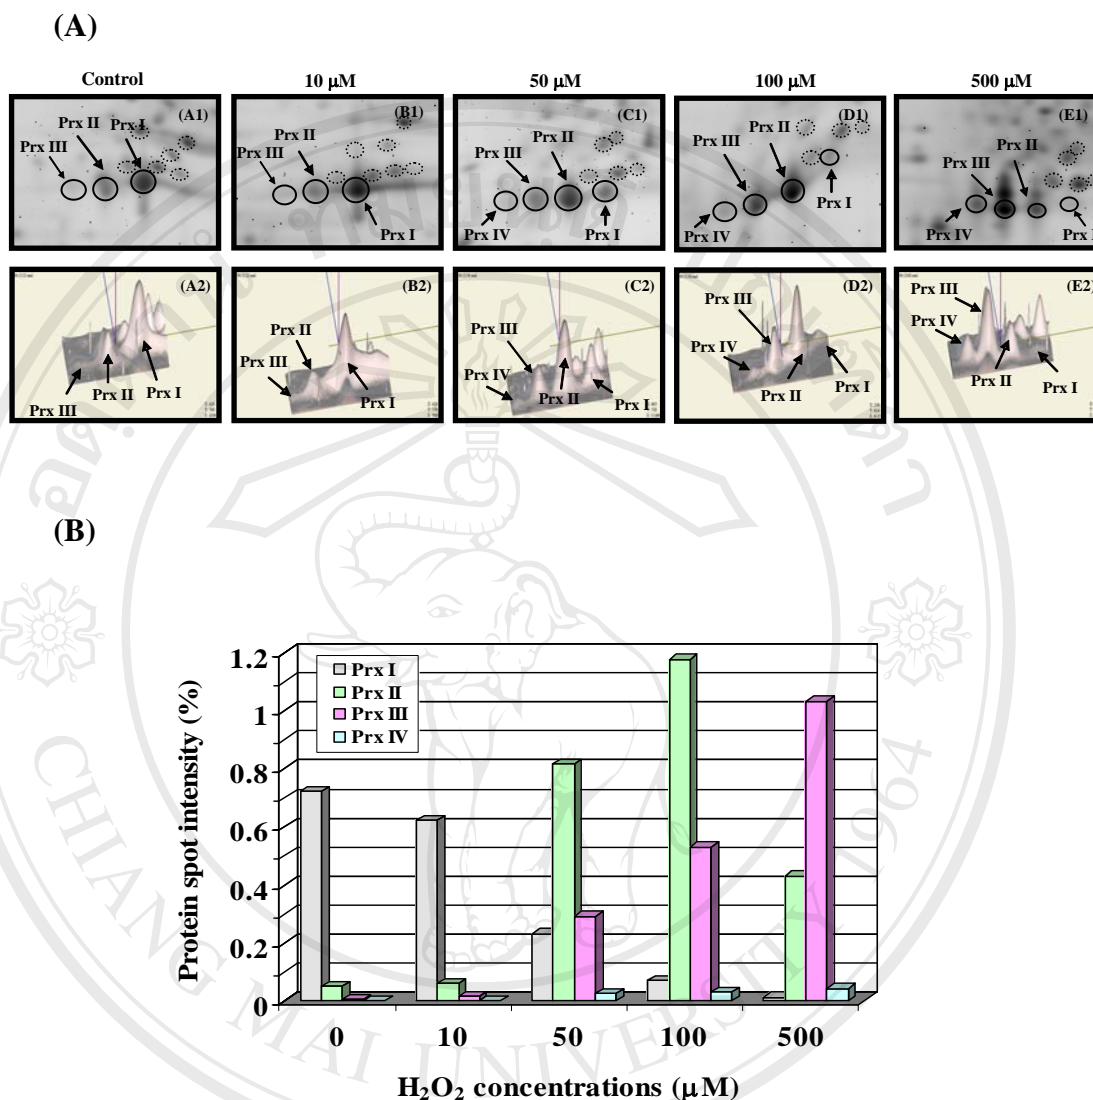 (A)
Control 10 µM 50 µM 100 µM 500 µM
(A1) (B1) (C1) (D1) (E1)
Prx II Prx I Prx II Prx II Prx II Prx II
Prx III Prx III Prx III Prx III Prx III
Prx I Prx IV Prx I Prx IV Prx I Prx IV Prx I
(A2) (B2) (C2) (D2) (E2)
Prx III Prx II Prx I
Prx II Prx III Prx I
Prx III Prx IV Prx II Prx I
Prx III Prx IV Prx II Prx I
Prx III Prx IV Prx II Prx I
(B)
Protein spot intensity (%)
1.2
1
0.8
0.6
0.4
0.2
0
Prx I
Prx II
Prx III
Prx IV
0 10 50 100 500
H₂O₂ concentrations (µM)
CHIANG MAI UNIVERSITY 1964